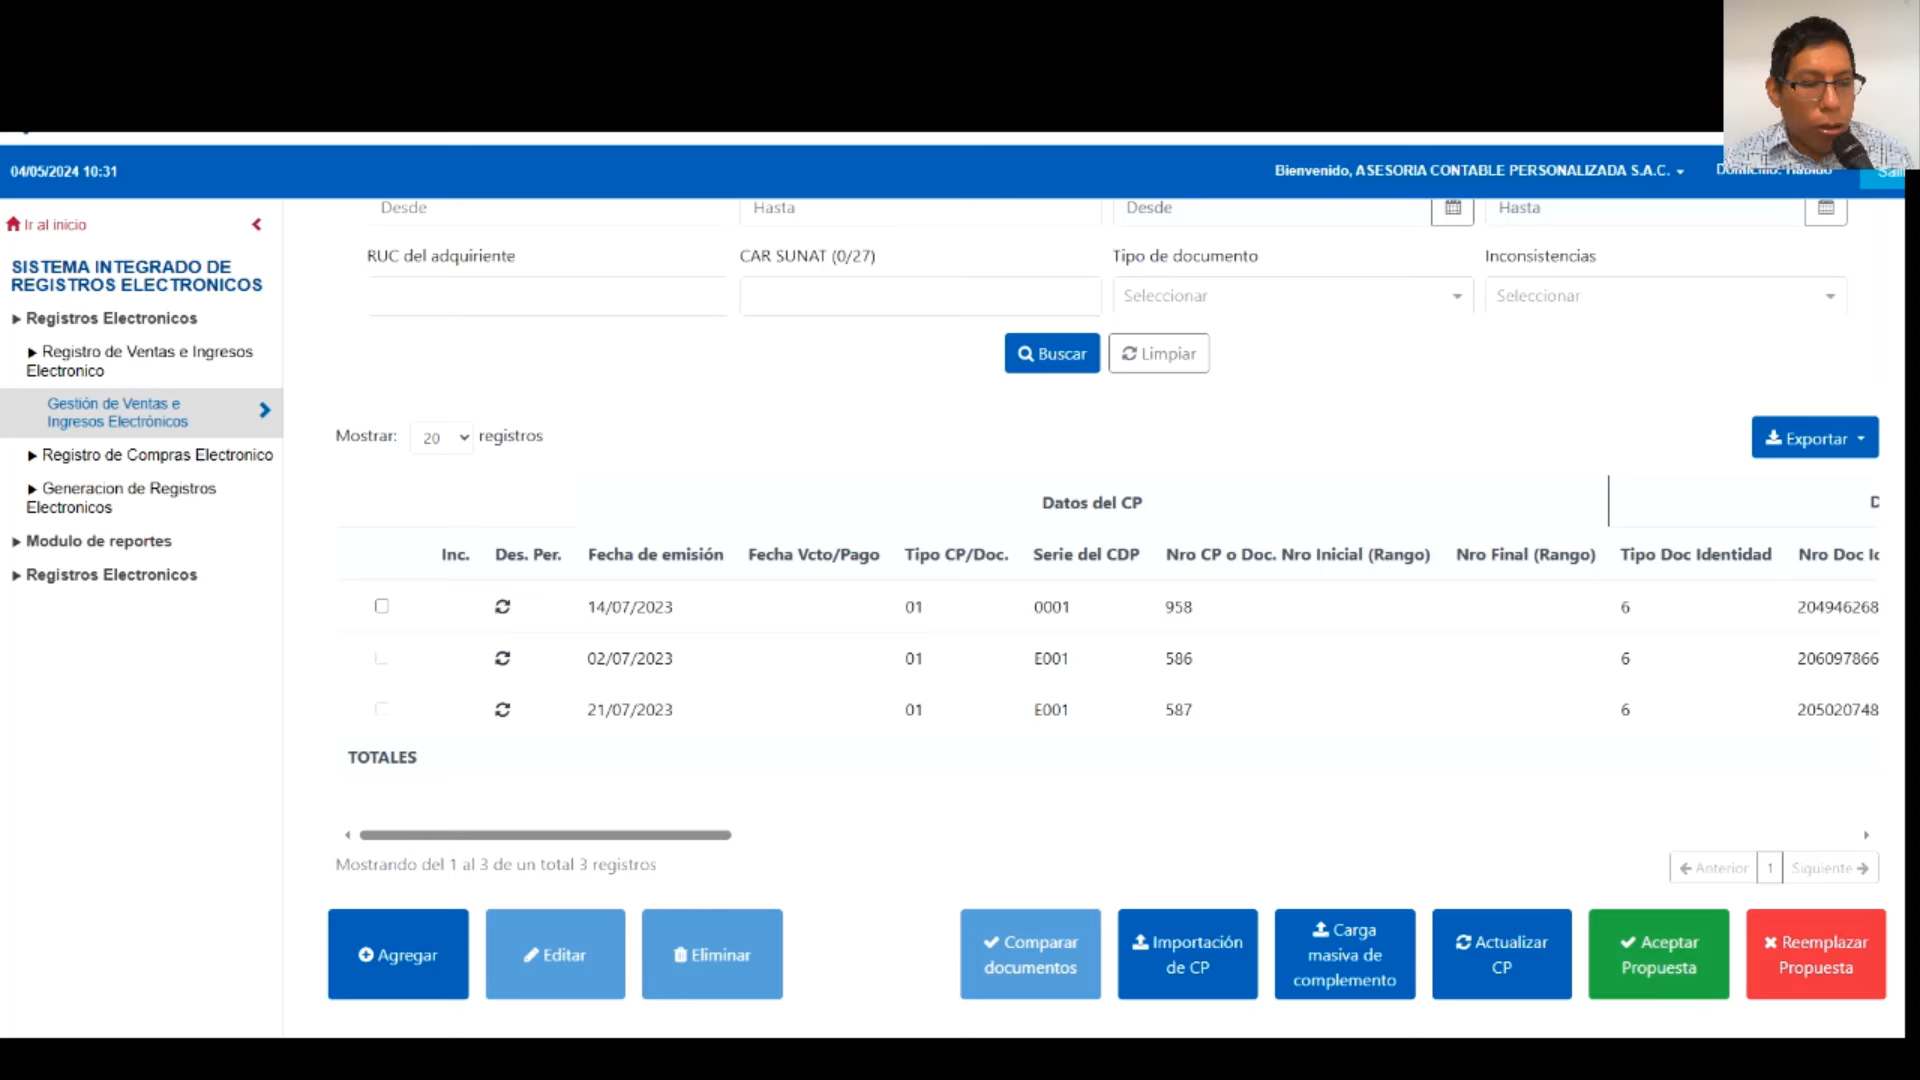 04/05/2024 10:31
Bienvenido, ASESORIA CONTABLE PERSONALIZADA S.A.C.
Domicilio: Habido
Ir al inicio
SISTEMA INTEGRADO DE
REGISTROS ELECTRONICOS
Registros Electronicos
Registro de Ventas e Ingresos
Electronico
Gestión de Ventas e
Ingresos Electrónicos
Registro de Compras Electronico
Generacion de Registros
Electronicos
Modulo de reportes
Registros Electronicos
Desde Hasta Desde Hasta
RUC del adquiriente CAR SUNAT (0/27) Tipo de documento Inconsistencias
Seleccionar Seleccionar
Buscar Limpiar
Mostrar: 20 registros
Exportar
Datos del CP
Inc. Des. Per. Fecha de emisión Fecha Vcto/Pago Tipo CP/Doc. Serie del CDP Nro CP o Doc. Nro Inicial (Rango) Nro Final (Rango) Tipo Doc Identidad Nro Doc
14/07/2023 01 0001 958 6 204946268
02/07/2023 01 E001 586 6 206097866
21/07/2023 01 E001 587 6 205020748
TOTALES
Mostrando del 1 al 3 de un total 3 registros
Anterior 1 Siguiente
Agregar
Editar
Eliminar
Comparar
documentos
Importación
de CP
Carga
masiva de
complemento
Actualizar
CP
Aceptar
Propuesta
Reemplazar
Propuesta